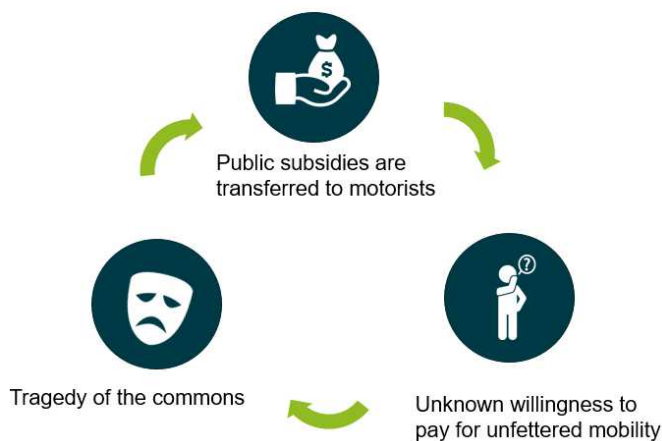 $
Public subsidies are
transferred to motorists
?
Tragedy of the commons
Unknown willingness to
pay for unfettered mobility